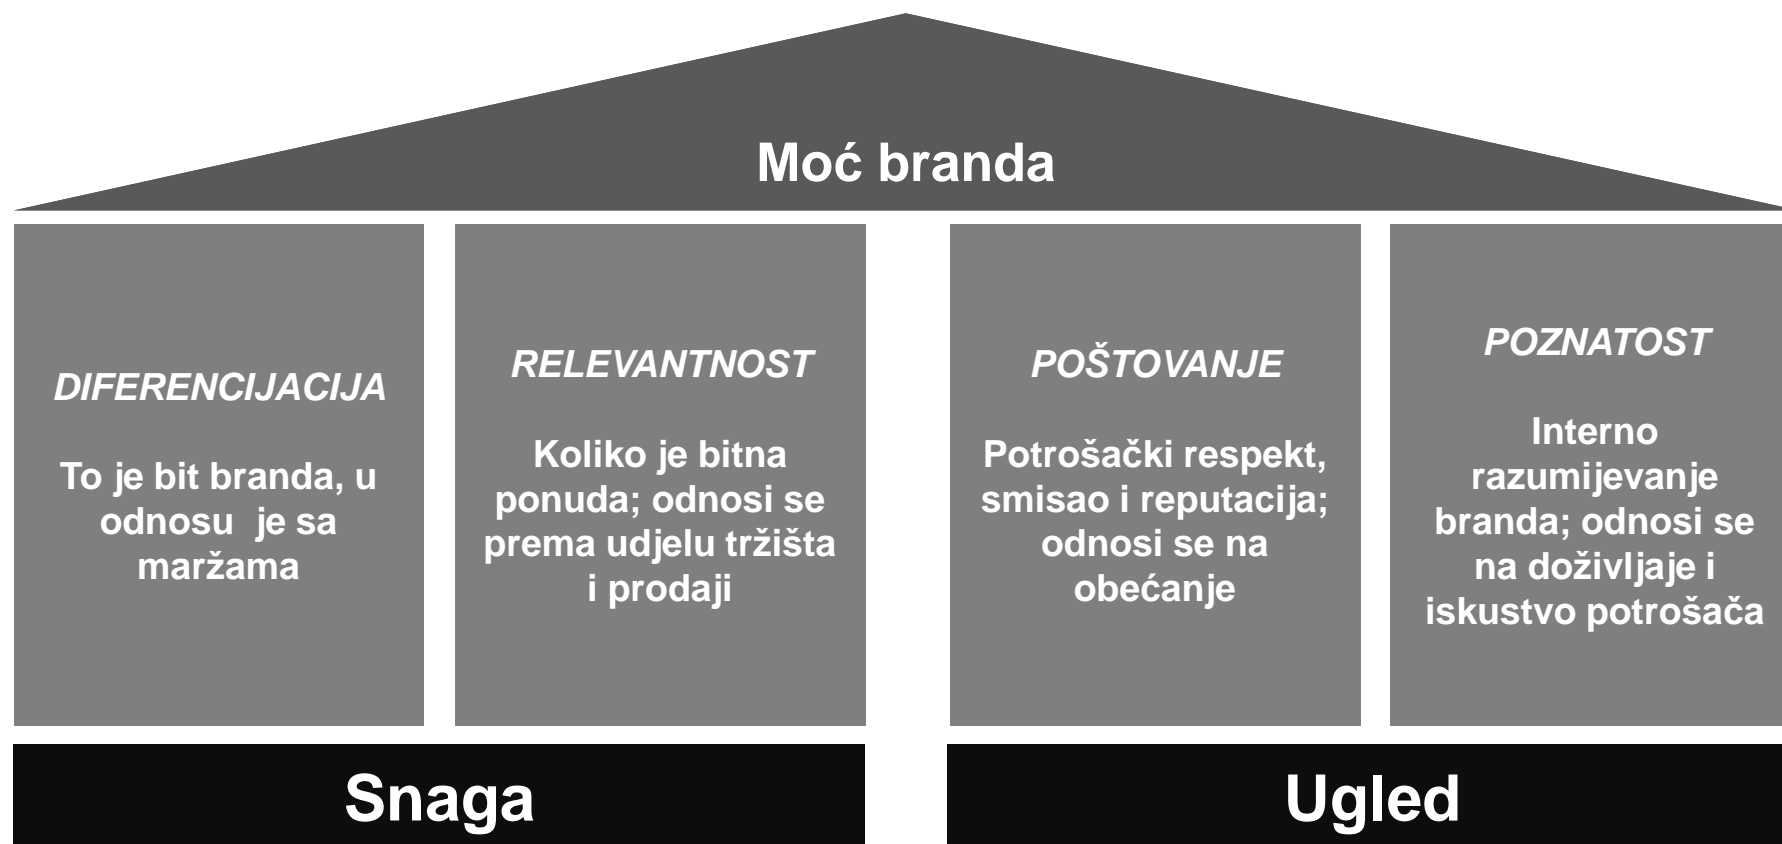 Moć branda
DIFERENCIJACIJA
To je bit branda, u
odnosu  je sa
maržama
RELEVANTNOST
Koliko je bitna
ponuda; odnosi se
prema udjelu tržišta
i prodaji
POŠTOVANJE
Potrošački respekt,
smisao i reputacija;
odnosi se na
obećanje
POZNATOST
Interno
razumijevanje
branda; odnosi se
na doživljaje i
iskustvo potrošača
Snaga
Ugled